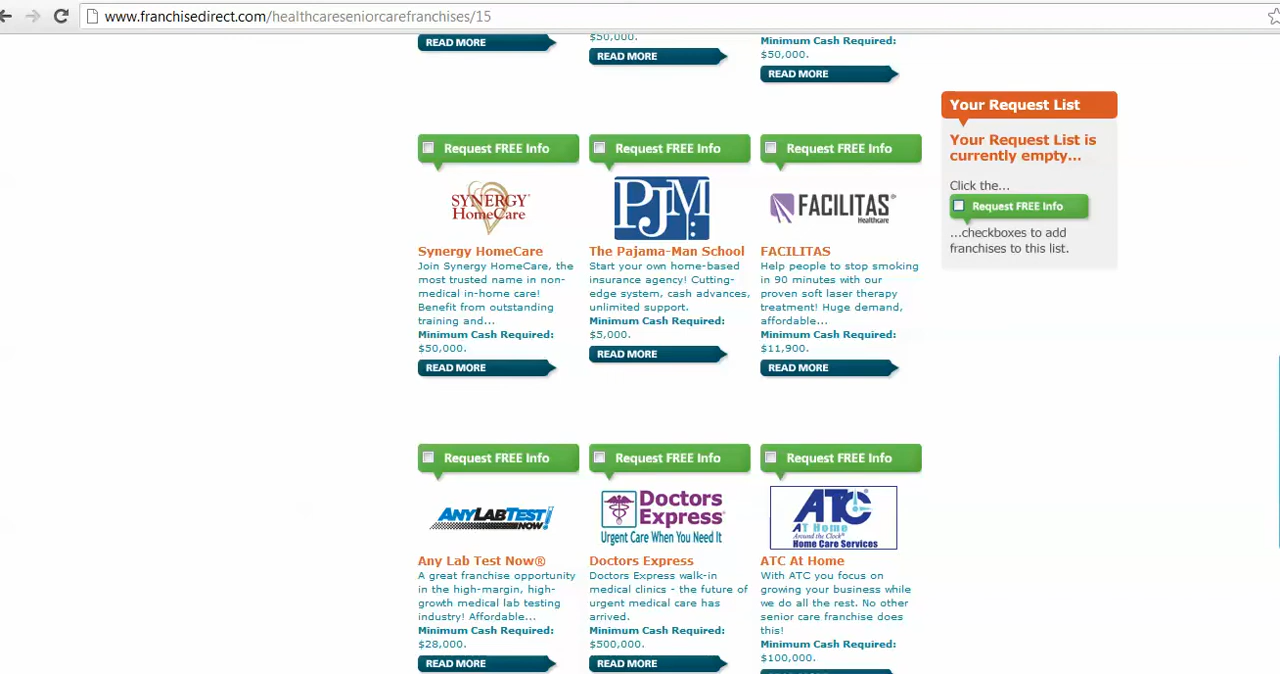 www.franchisedirect.com/healthcareseniorcarefranchises/15
READ MORE
$50,000.
READ MORE
Minimum Cash Required:
$50,000.
READ MORE
Your Request List
Your Request List is
currently empty...
Click the...
Request FREE Info
...checkboxes to add
franchises to this list.
Request FREE Info
SYNERGY
HomeCare
Synergy HomeCare
Join Synergy HomeCare, the
most trusted name in non-
medical in-home care!
Benefit from outstanding
training and...
Minimum Cash Required:
$50,000.
READ MORE
Request FREE Info
PJM
The Pajama-Man School
Start your own home-based
insurance agency! Cutting-
edge system, cash advances,
unlimited support.
Minimum Cash Required:
$5,000.
READ MORE
Request FREE Info
FACILITAS®
Healthcare
FACILITAS
Help people to stop smoking
in 90 minutes with our
proven soft laser therapy
treatment! Huge demand,
affordable...
Minimum Cash Required:
$11,900.
READ MORE
Request FREE Info
ANYLABTEST!
NOW
Any Lab Test Now®
A great franchise opportunity
in the high-margin, high-
growth medical lab testing
industry! Affordable...
Minimum Cash Required:
$28,000.
READ MORE
Request FREE Info
Doctors
Express
Urgent Care When You Need It
Doctors Express
Doctors Express walk-in
medical clinics - the future of
urgent medical care has
arrived.
Minimum Cash Required:
$500,000.
READ MORE
Request FREE Info
ATC
AT Home
Around the Clock®
Home Care Services
ATC At Home
With ATC you focus on
growing your business while
we do all the rest. No other
senior care franchise does
this!
Minimum Cash Required:
$100,000.